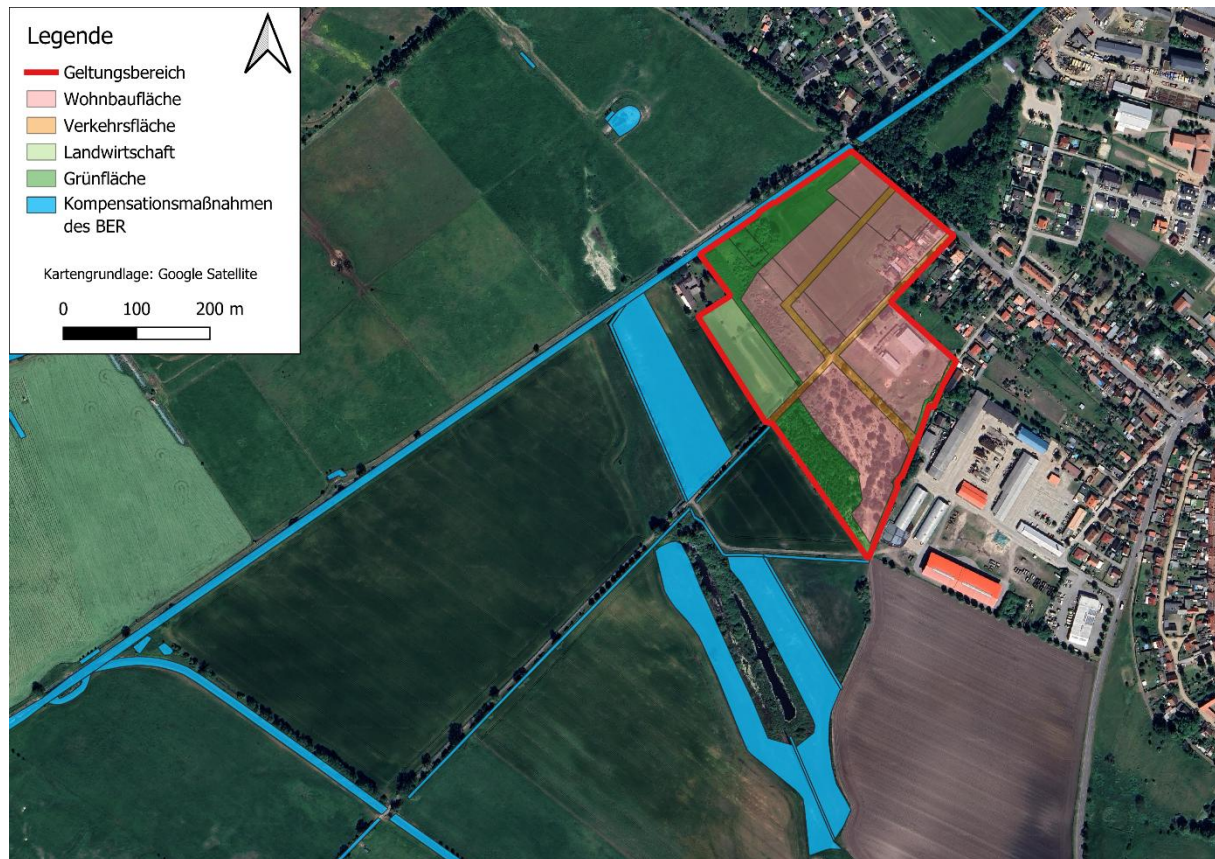 Legende
Geltungsbereich
Wohnbaufläche
Verkehrsfläche
Landwirtschaft
Grünfläche
Kompensationsmaßnahmen
des BER
Kartengrundlage: Google Satellite
0 100 200 m